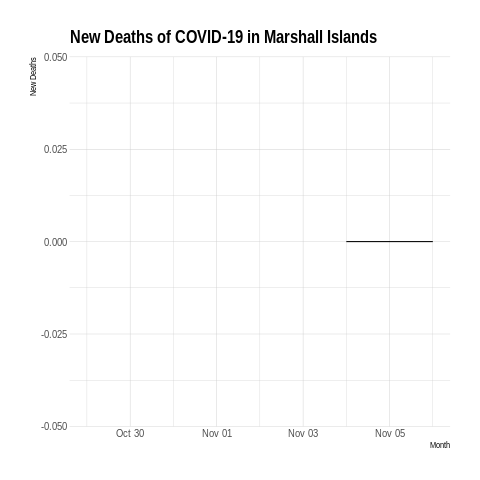 New Deaths of COVID-19 in Marshall Islands
New Deaths
0.050
0.025
0.000
-0.025
-0.050
Oct 30 Nov 01 Nov 03 Nov 05
Month